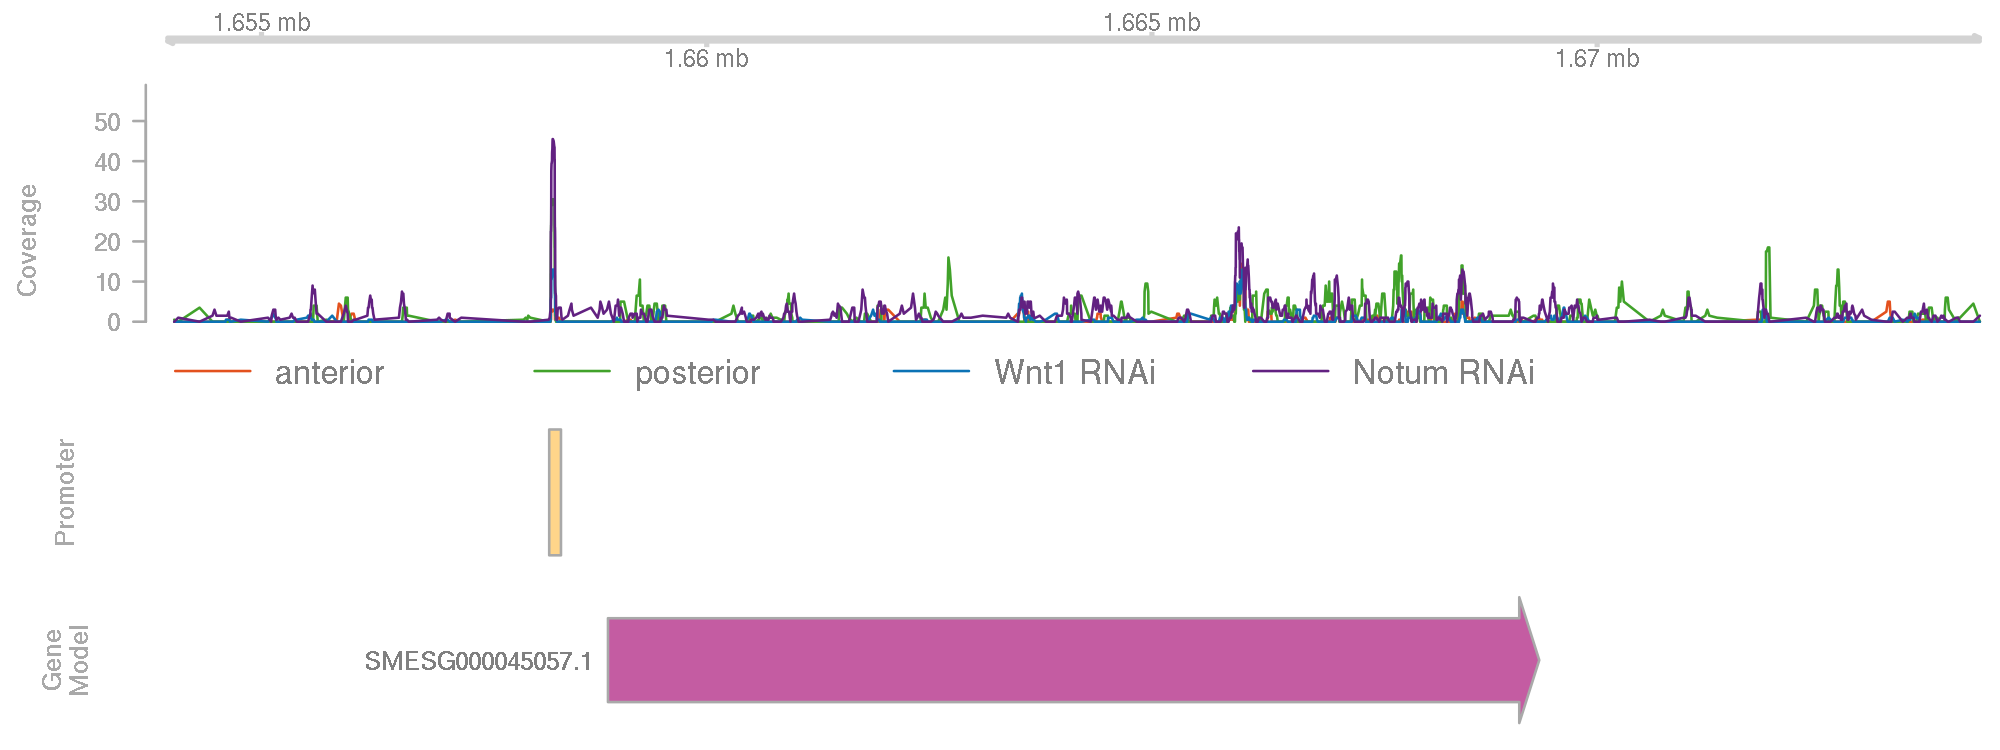 1.655 mb
1.665 mb
1.66 mb
1.67 mb
Coverage
50
40
30
20
10
0
anterior
posterior
Wnt1 RNAi
Notum RNAi
Promoter
Gene
Model
SMESG000045057.1